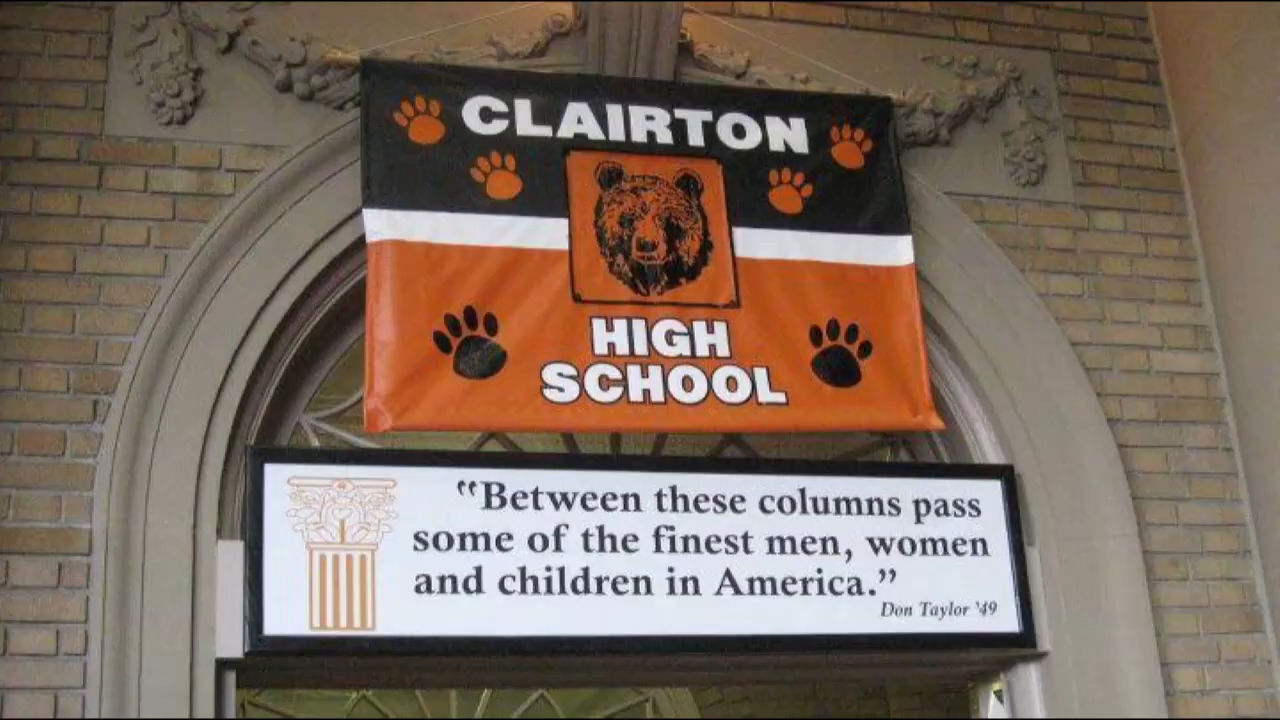 CLAIRTON
HIGH
SCHOOL
"Between these columns pass
some of the finest men, women
and children in America."
Don Taylor '49